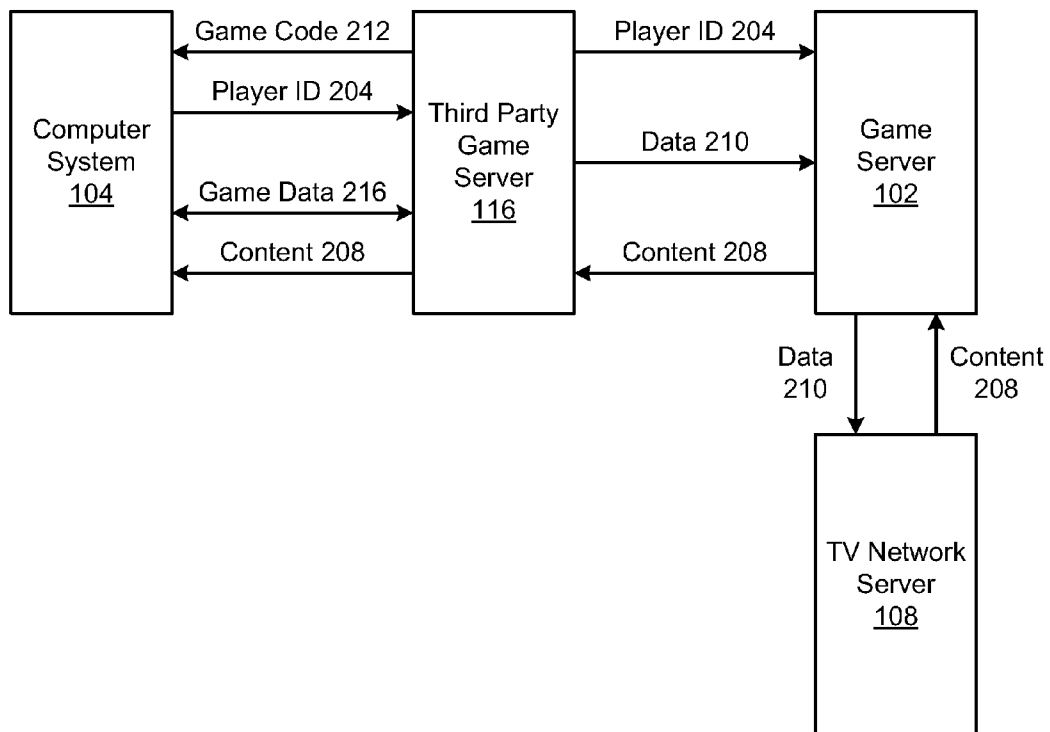 Game Code 212
Player ID 204
Player ID 204
Computer
System
104
Third Party
Game
Server
116
Game
Server
102
Data 210
Game Data 216
Content 208
Content 208
Data
210
Content
208
TV Network
Server
108